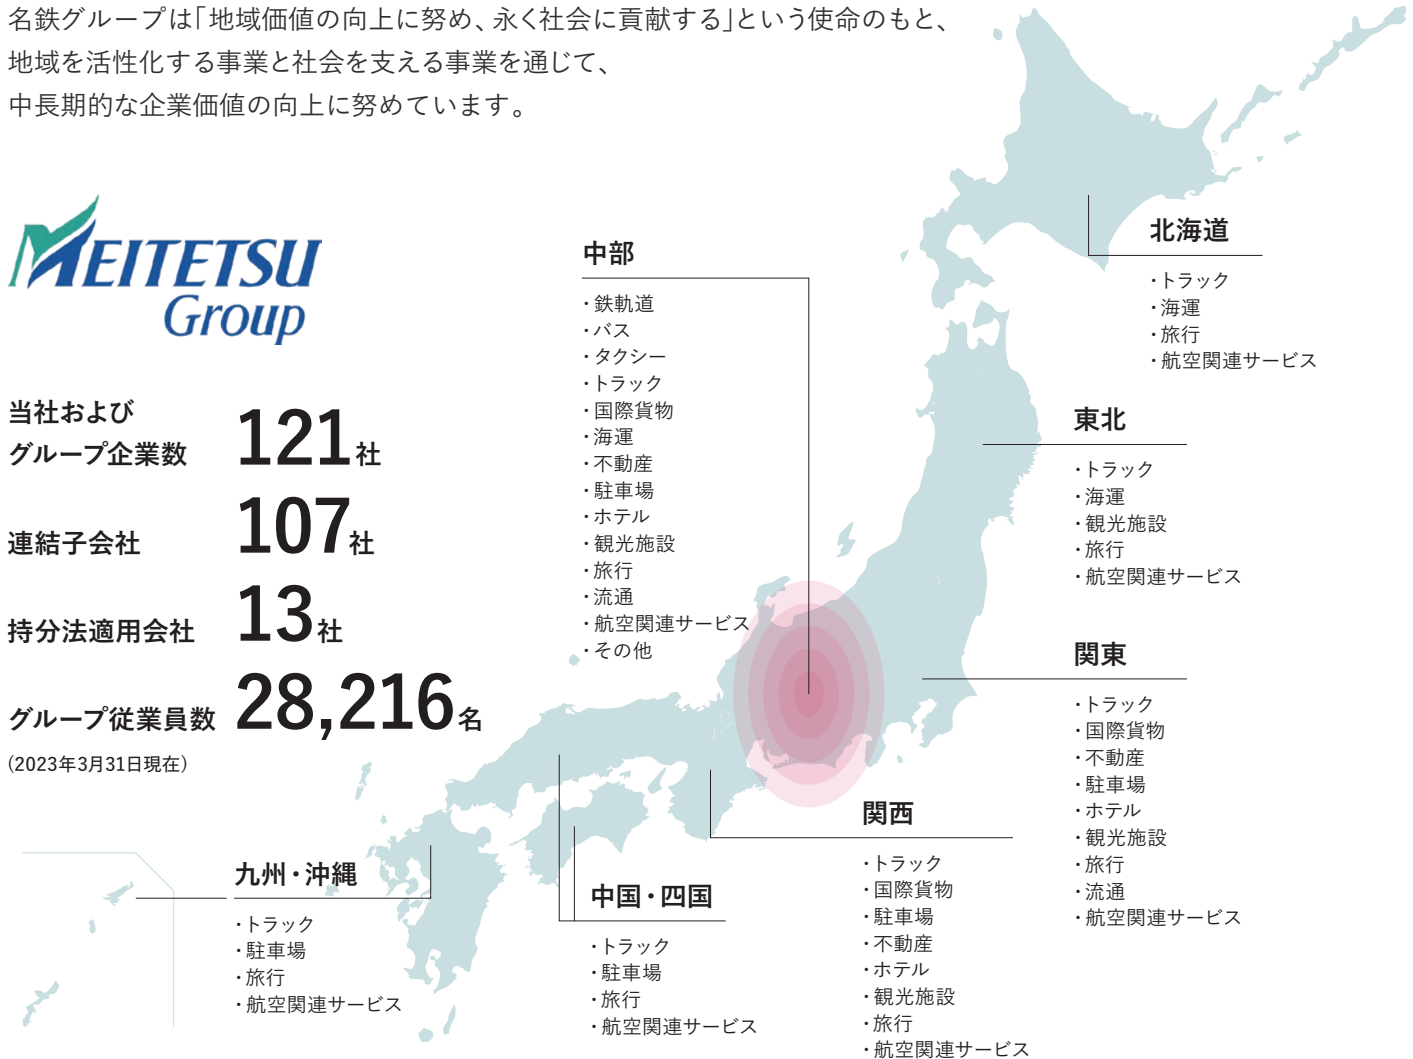 名鉄グループは「地域価値の向上に努め、永く社会に貢献する」という使命のもと、
地域を活性化する事業と社会を支える事業を通じて、
中長期的な企業価値の向上に努めています。
MEITETSU
Group
当社および
グループ企業数 121社
連結子会社 107社
持分法適用会社 13社
グループ従業員数 28,216名
(2023年3月31日現在)
中部
・鉄軌道
・バス
・タクシー
・トラック
・国際貨物
・海運
・不動産
・駐車場
・ホテル
・観光施設
・旅行
・流通
・航空関連サービス
・その他
北海道
・トラック
・海運
・旅行
・航空関連サービス
東北
・トラック
・海運
・観光施設
・旅行
・航空関連サービス
関東
・トラック
・国際貨物
・不動産
・駐車場
・ホテル
・観光施設
・旅行
・流通
・航空関連サービス
関西
・トラック
・国際貨物
・駐車場
・不動産
・ホテル
・観光施設
・旅行
・航空関連サービス
中国・四国
・トラック
・駐車場
・旅行
・航空関連サービス
九州・沖縄
・トラック
・駐車場
・旅行
・航空関連サービス